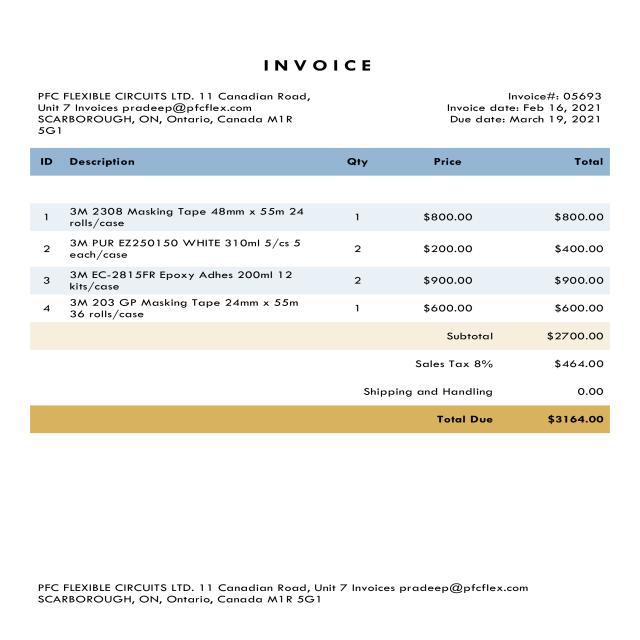 INVOICE
PFC FLEXIBLE CIRCUITS LTD. 11 Canadian Road,
Unit 7 Invoices pradeep@pfcflex.com
SCARBOROUGH, ON, Ontario, Canada M1R
5G1
Invoice#: 05693
Invoice date: Feb 16, 2021
Due date: March 19, 2021
ID Description Qty Price Total
1 3M 2308 Masking Tape 48mm x 55m 24 rolls/case 1 $800.00 $800.00
2 3M PUR EZ250150 WHITE 310ml 5/cs 5 each/case 2 $200.00 $400.00
3 3M EC-2815FR Epoxy Adhes 200ml 12 kits/case 2 $900.00 $900.00
4 3M 203 GP Masking Tape 24mm x 55m 36 rolls/case 1 $600.00 $600.00
Subtotal $2700.00
Sales Tax 8% $464.00
Shipping and Handling 0.00
Total Due $3164.00
PFC FLEXIBLE CIRCUITS LTD. 11 Canadian Road, Unit 7 Invoices pradeep@pfcflex.com
SCARBOROUGH, ON, Ontario, Canada M1R 5G1